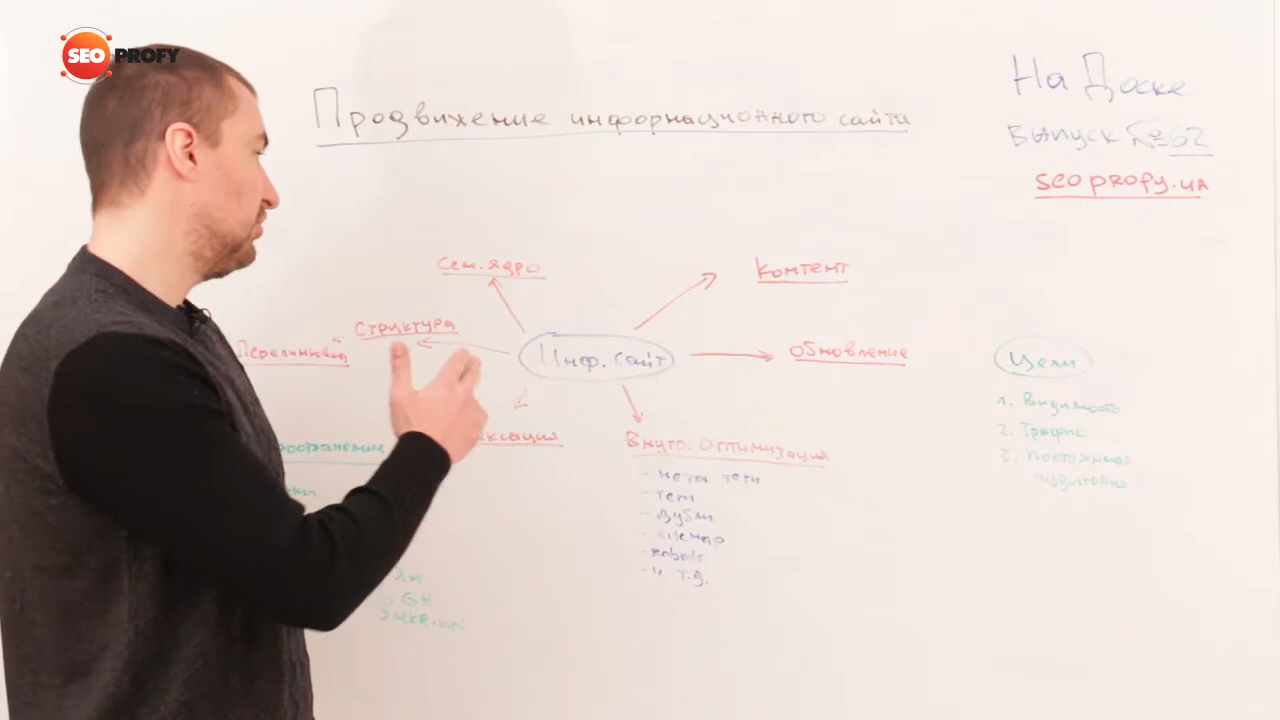 SEO PROFY
На Доске
Продвижение информационного сайта
Выпуск №62
seoprofy.ua
Сем. ядро
Контент
Структура
Перелинковка
Инф. сайт
Обновление
Цели
1. Видимость
2. Трафик
3. Постоянная
аудитория
ксация
Внутр. Оптимизация
- мета теги
- теги
- дубли
- sitemap
- robots
- и т.д.